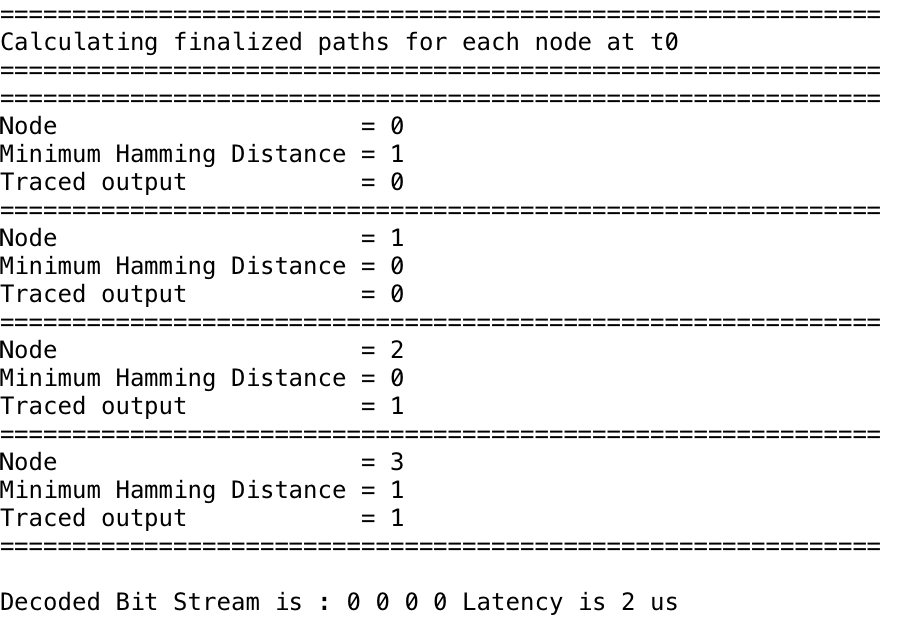 =============================================================
Calculating finalized paths for each node at t0
=============================================================
=============================================================
Node                     = 0
Minimum Hamming Distance = 1
Traced output            = 0
=============================================================
Node                     = 1
Minimum Hamming Distance = 0
Traced output            = 0
=============================================================
Node                     = 2
Minimum Hamming Distance = 0
Traced output            = 1
=============================================================
Node                     = 3
Minimum Hamming Distance = 1
Traced output            = 1
=============================================================
Decoded Bit Stream is : 0 0 0 0 Latency is 2 us